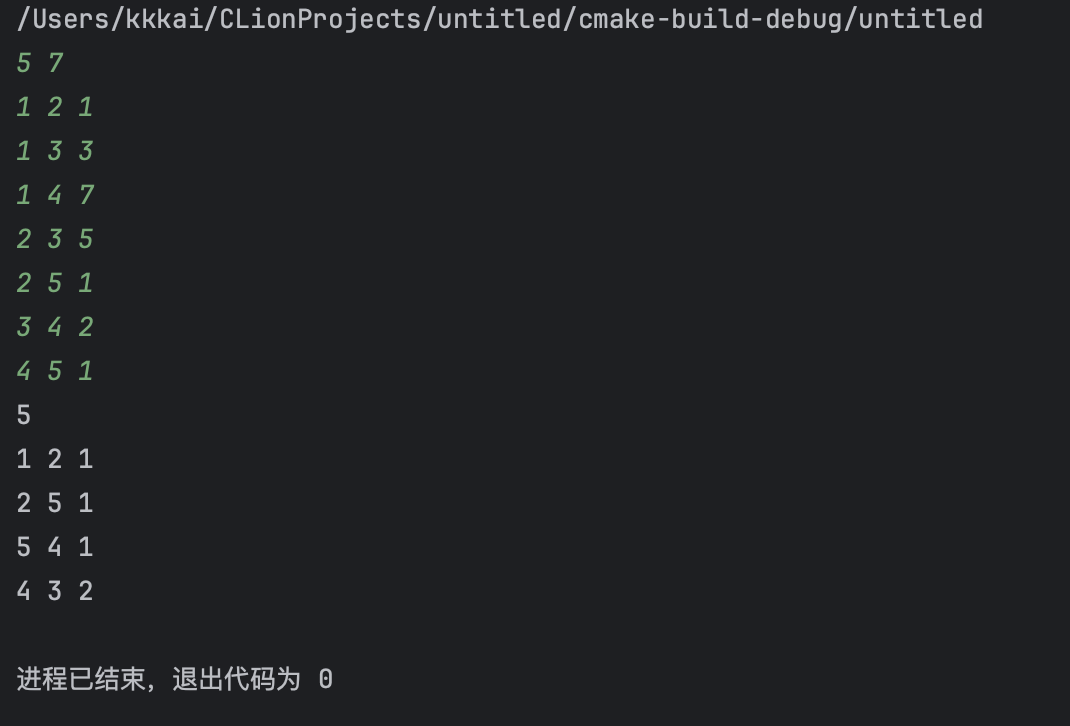 /Users/kkkai/CLionProjects/untitled/cmake-build-debug/untitled
5 7
1 2 1
1 3 3
1 4 7
2 3 5
2 5 1
3 4 2
4 5 1
5
1 2 1
2 5 1
5 4 1
4 3 2
进程已结束，退出代码为 0